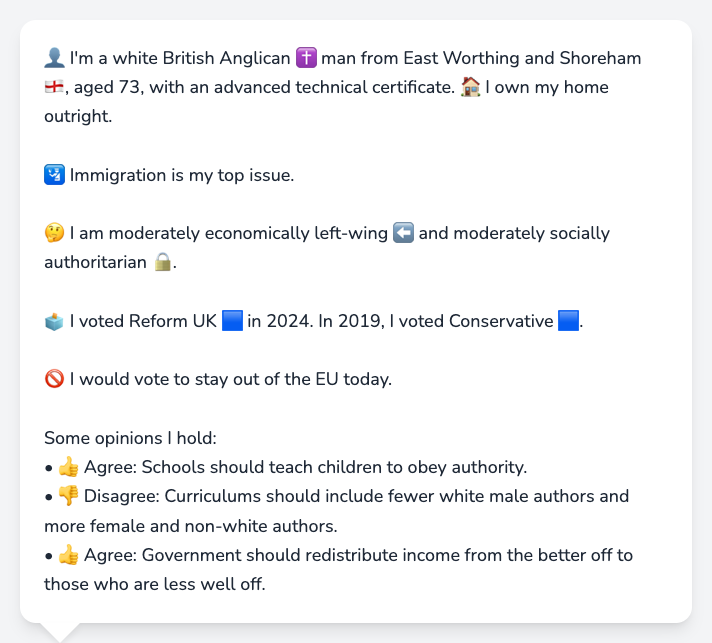 👤 I'm a white British Anglican ✝️ man from East Worthing and Shoreham
🏴󠁧󠁢󠁥󠁮󠁧󠁿, aged 73, with an advanced technical certificate. 🏠 I own my home
outright.
🛂 Immigration is my top issue.
🤔 I am moderately economically left-wing ⬅️ and moderately socially
authoritarian 🔒.
🗳️ I voted Reform UK 🟦 in 2024. In 2019, I voted Conservative 🟦.
🚫 I would vote to stay out of the EU today.
Some opinions I hold:
• 👍 Agree: Schools should teach children to obey authority.
• 👎 Disagree: Curriculums should include fewer white male authors and
more female and non-white authors.
• 👍 Agree: Government should redistribute income from the better off to
those who are less well off.